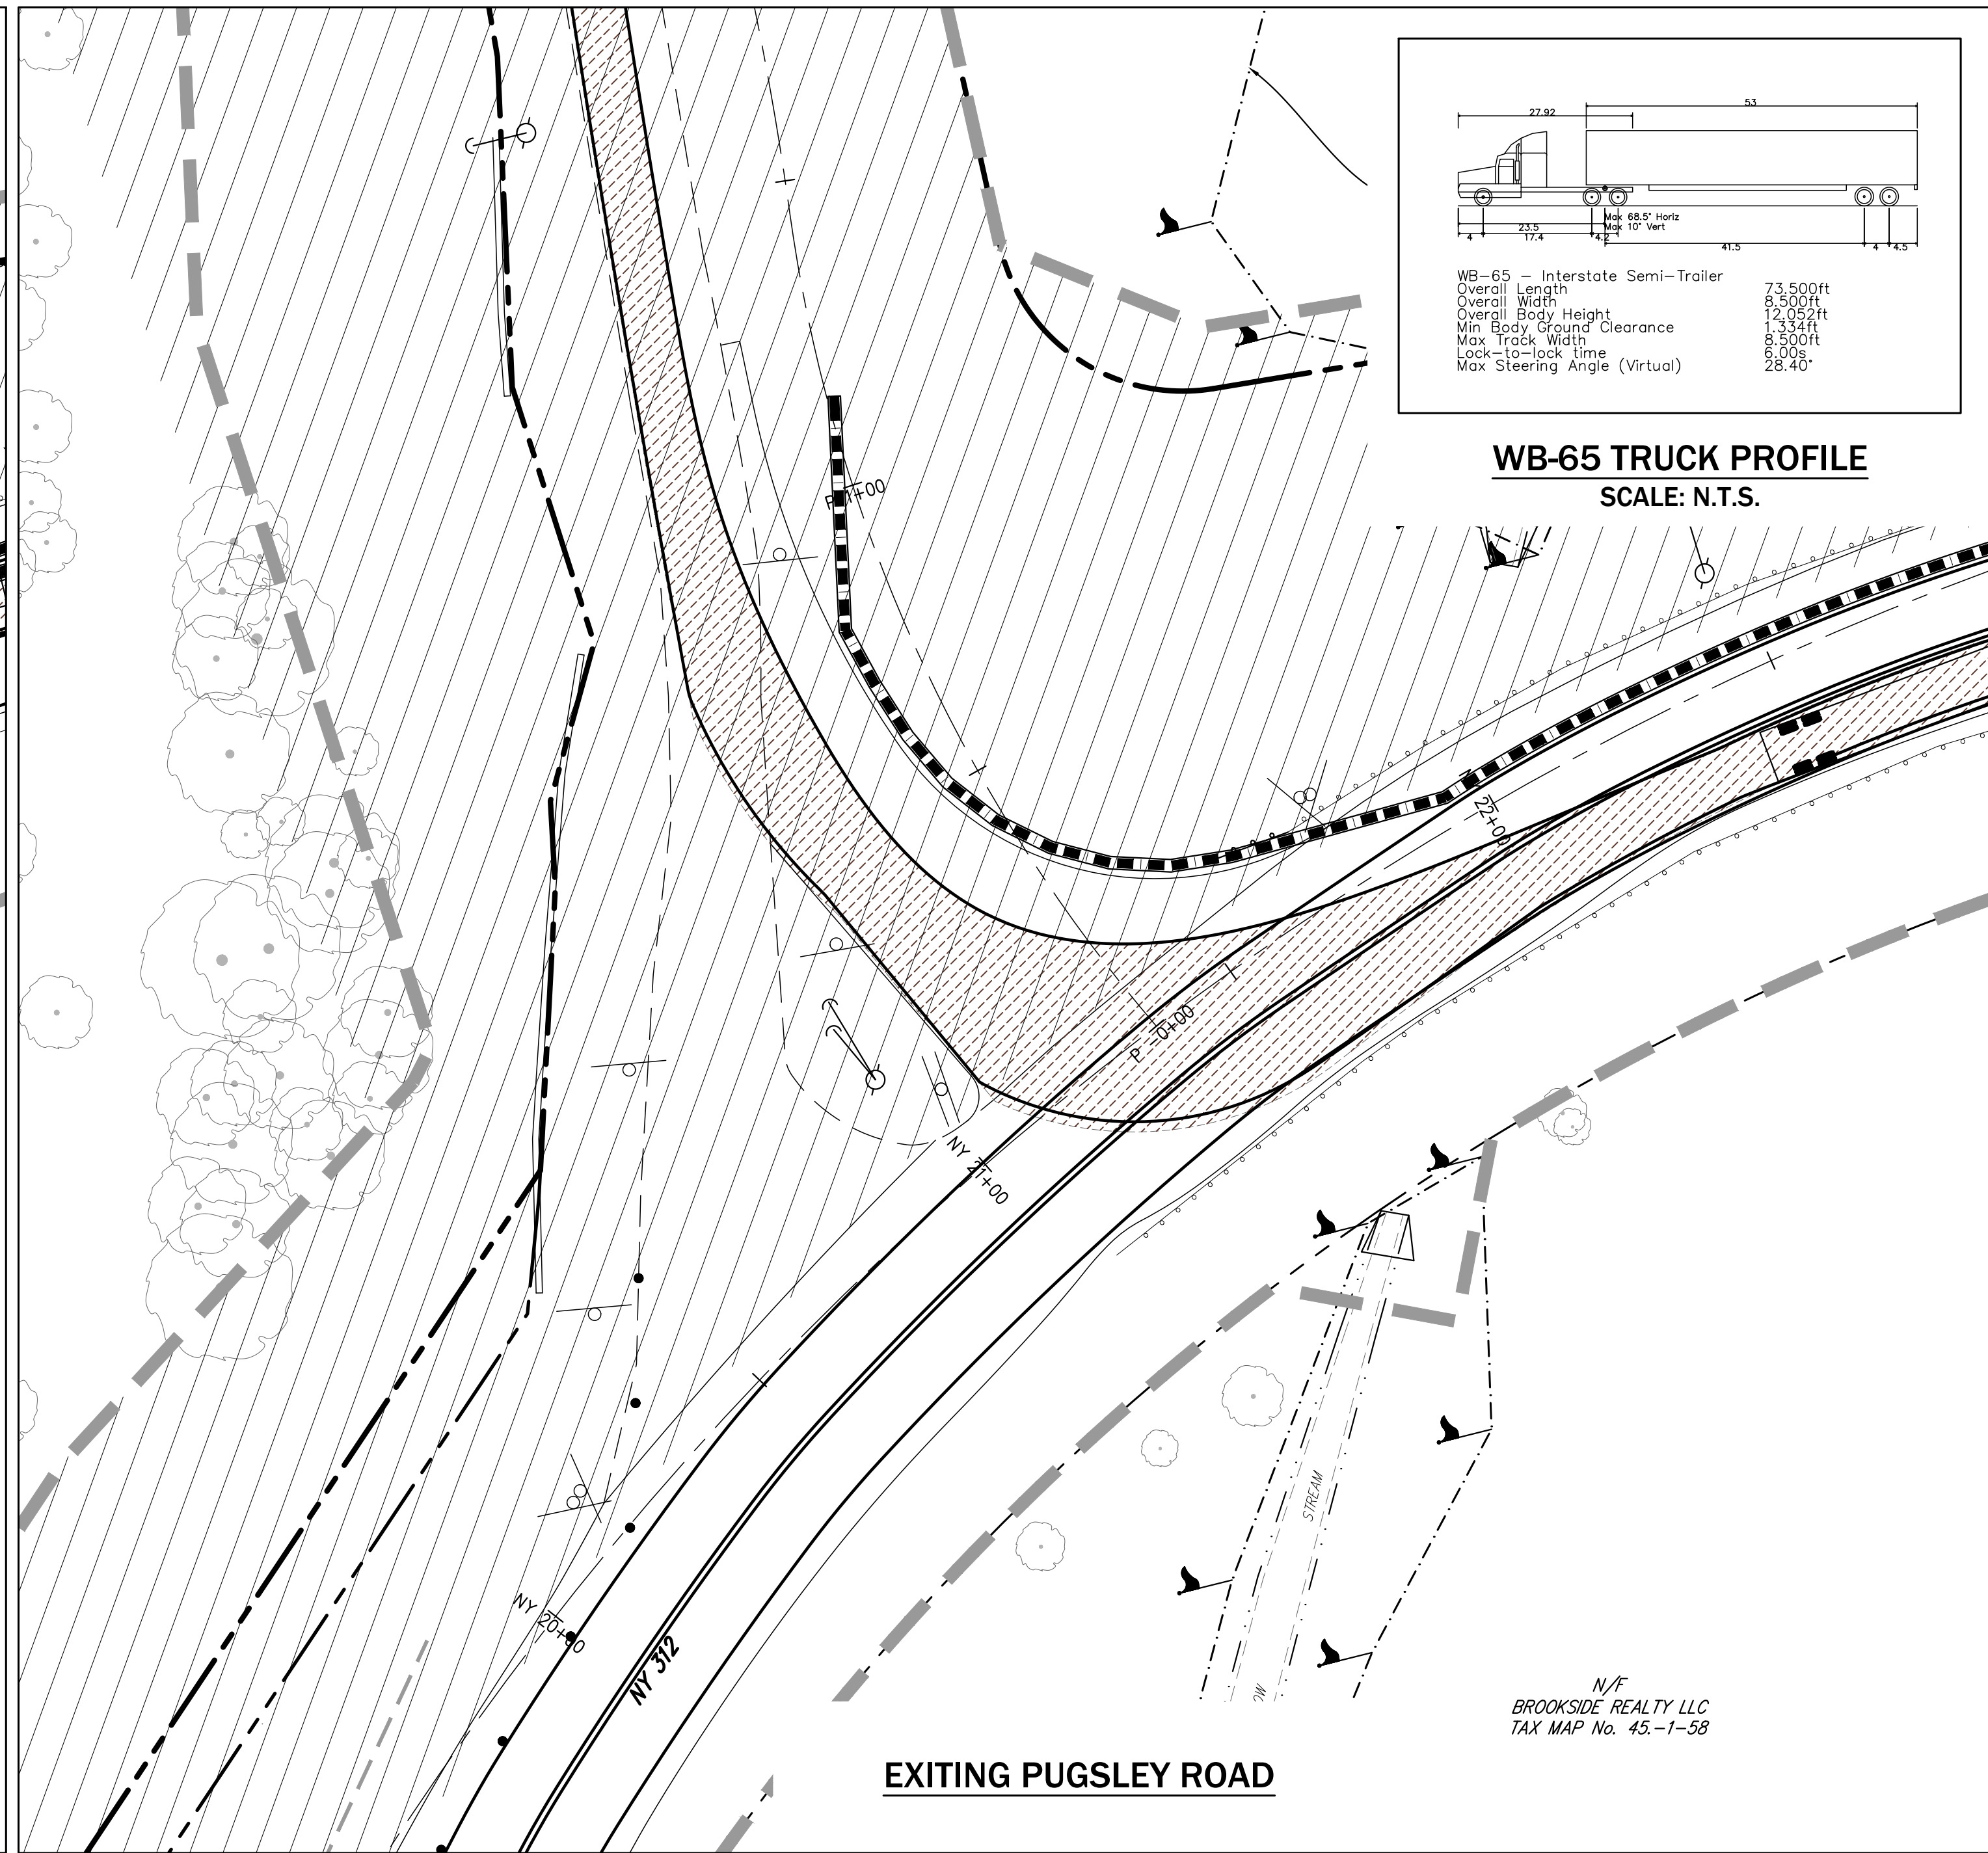 27.92
53
Max 68.5° Horiz
Max 10° Vert
23.5
4
17.4
4.2
41.5
4
4.5
WB-65 - Interstate Semi-Trailer
Overall Length 73.500ft
Overall Width 8.500ft
Overall Body Height 12.052ft
Min Body Ground Clearance 1.334ft
Max Track Width 8.500ft
Lock-to-lock time 6.00s
Max Steering Angle (Virtual) 28.40°
WB-65 TRUCK PROFILE
SCALE: N.T.S.
P 1+00
22+00
P -0+00
NY 21+00
STREAM
NY 20+00
NY 312
OW
N/F
BROOKSIDE REALTY LLC
TAX MAP No. 45.-1-58
EXITING PUGSLEY ROAD